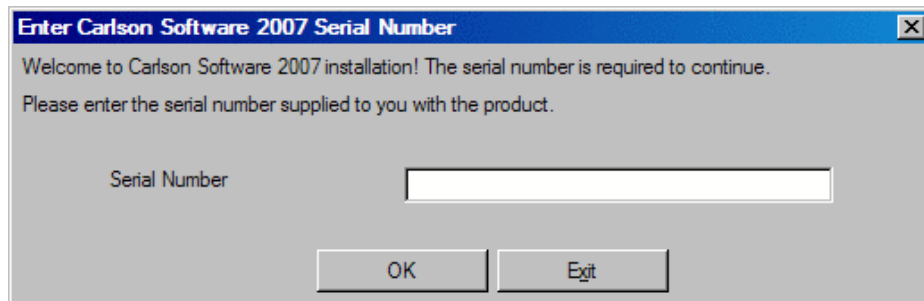 Enter Carlson Software 2007 Serial Number
Welcome to Carlson Software 2007 installation! The serial number is required to continue.
Please enter the serial number supplied to you with the product.
Serial Number
OK Exit